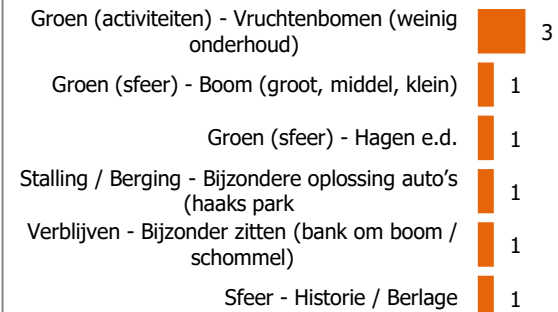 Groen (activiteiten) - Vruchtenbomen (weinig
onderhoud)
3
Groen (sfeer) - Boom (groot, middel, klein)
1
Groen (sfeer) - Hagen e.d.
1
Stalling / Berging - Bijzondere oplossing auto's
(haaks park
1
Verblijven - Bijzonder zitten (bank om boom /
schommel)
1
Sfeer - Historie / Berlage
1